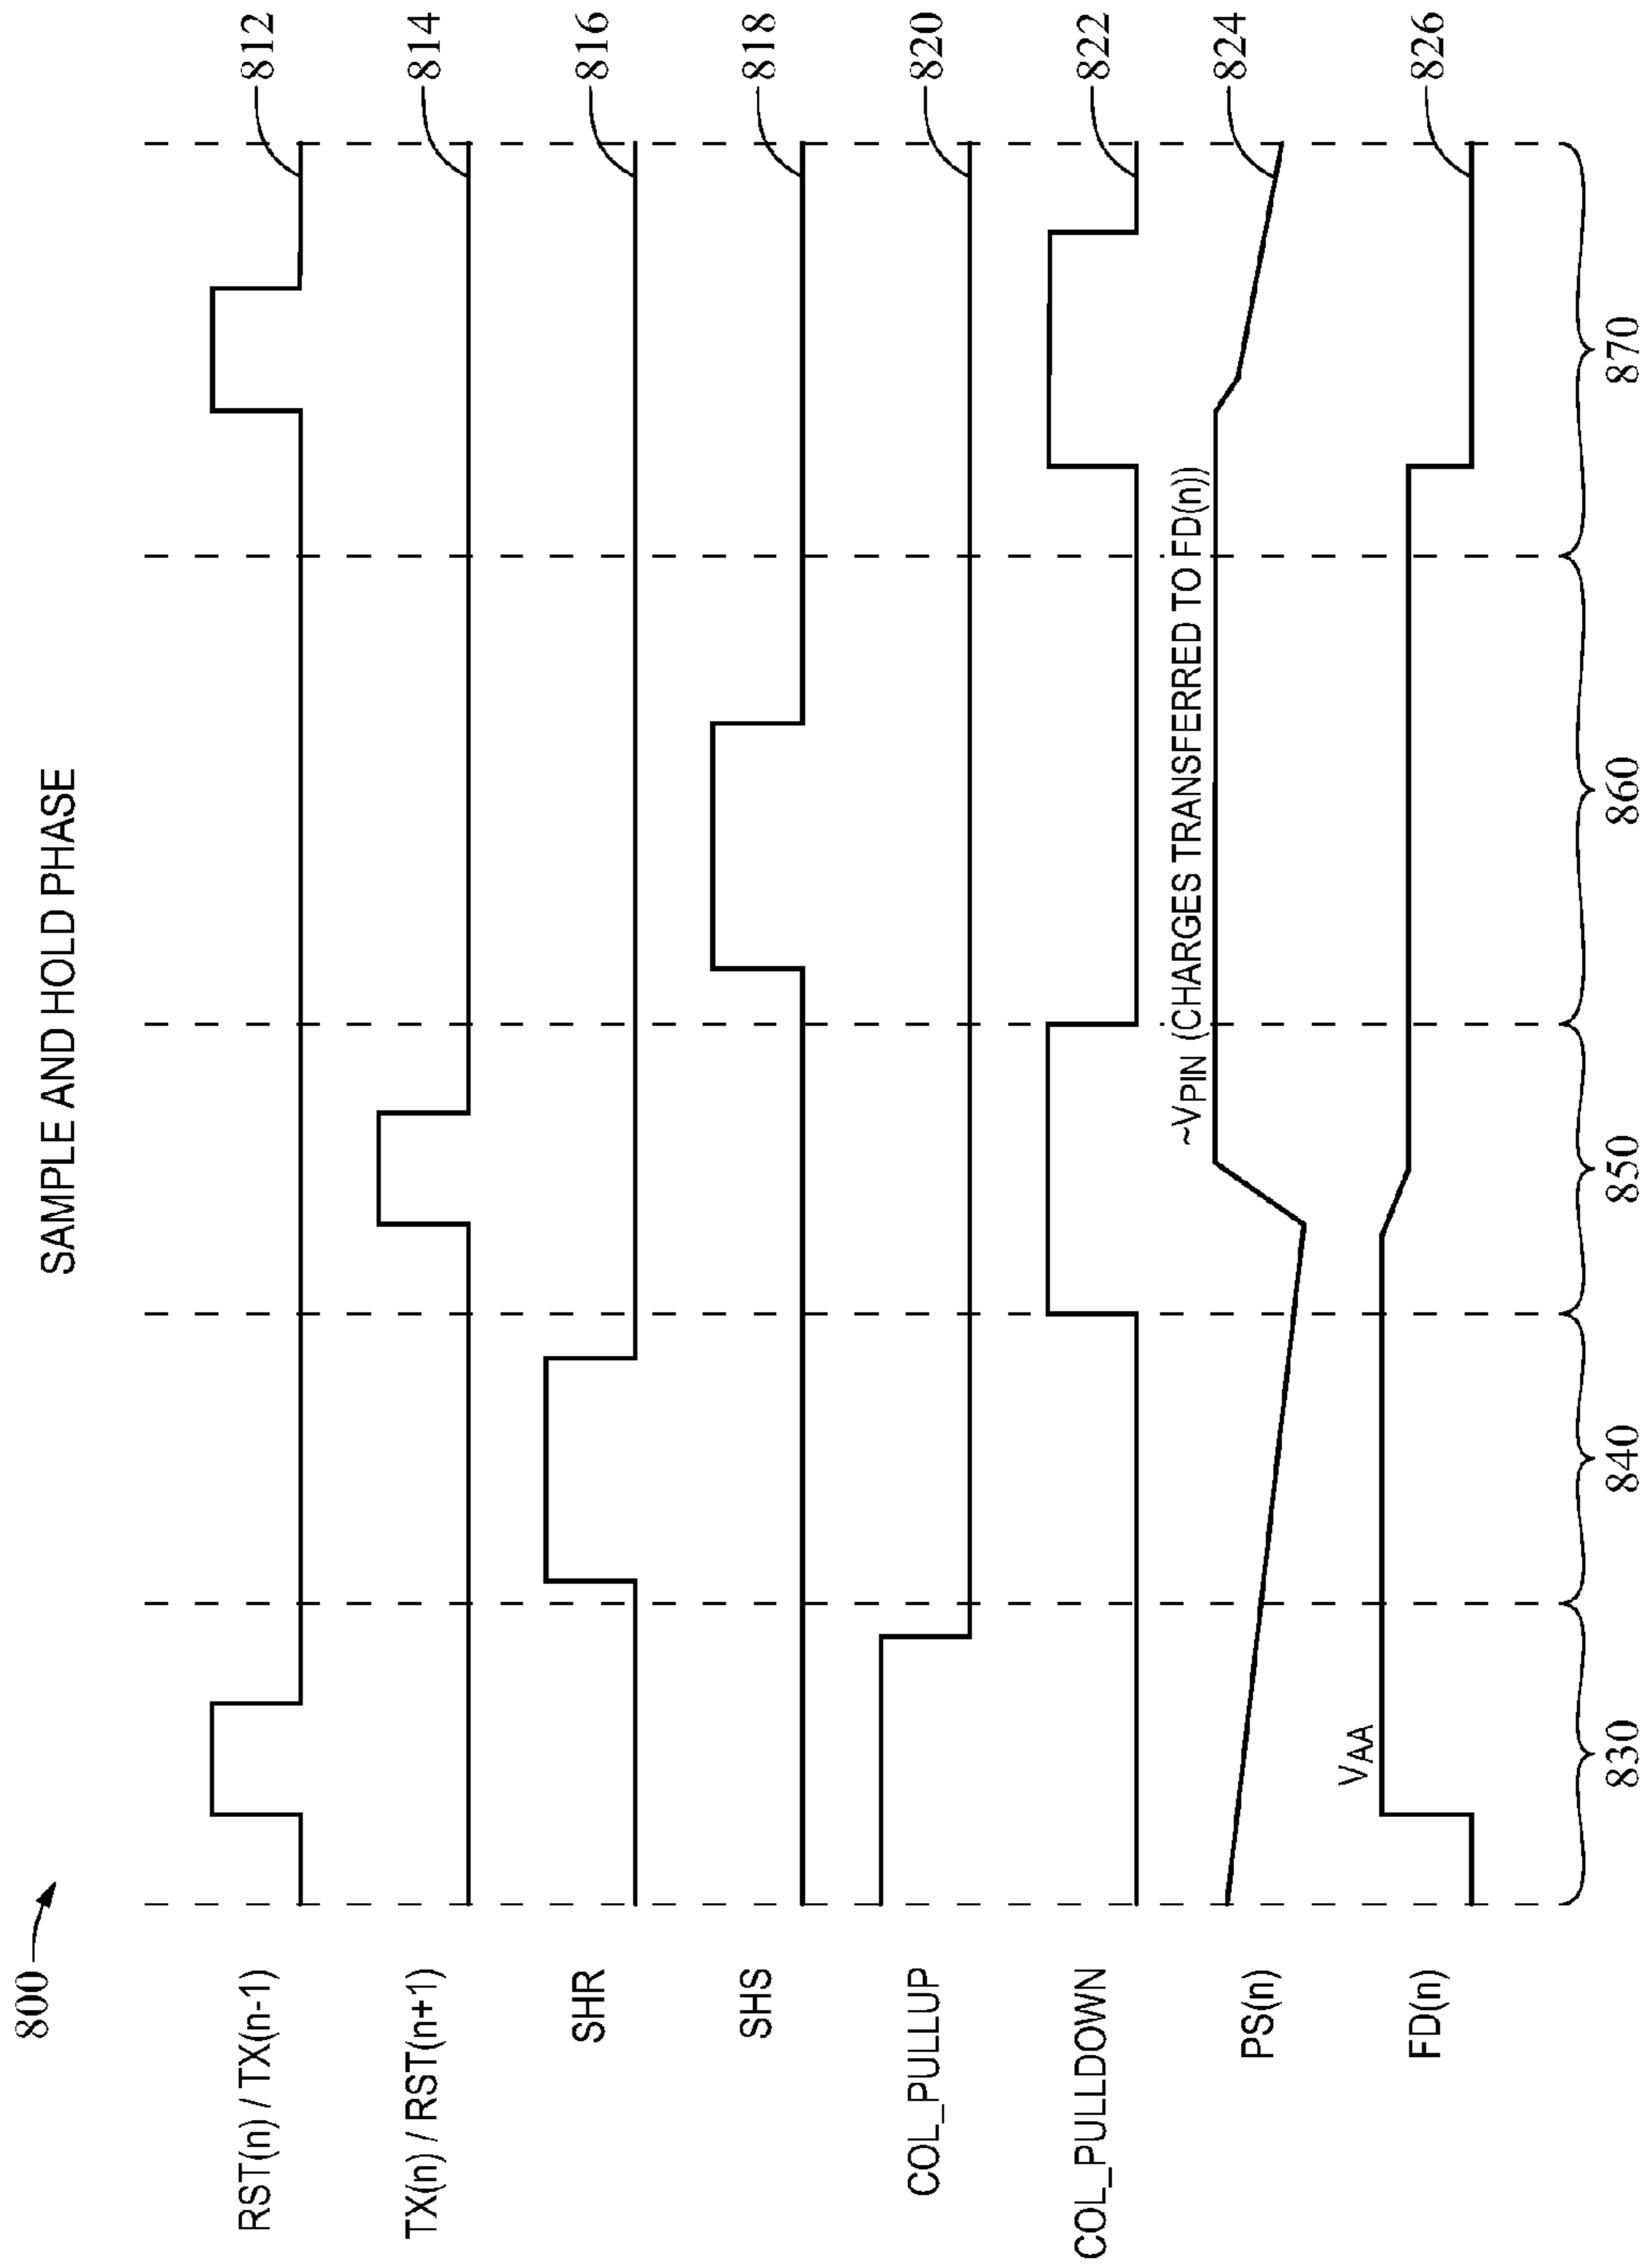 800
SAMPLE AND HOLD PHASE
RST(n) / TX(n-1)
812
TX(n) / RST(n+1)
814
SHR
816
SHS
818
COL_PULLUP
820
COL_PULLDOWN
822
~VPIN (CHARGES TRANSFERRED TO FD(n))
PS(n)
824
VAA
FD(n)
826
830
840
850
860
870